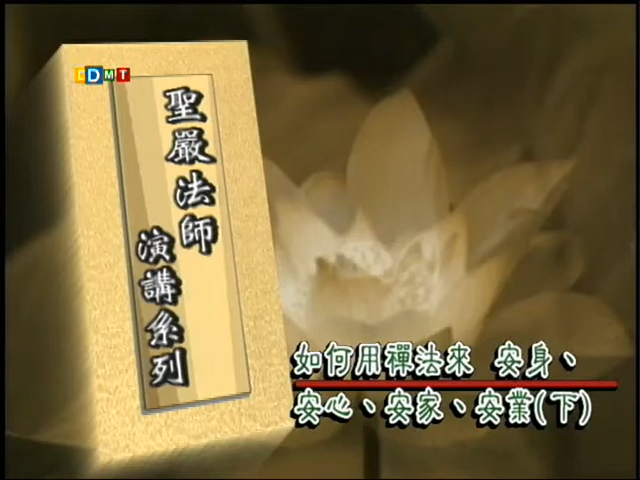 DDMT
聖嚴法師
演講系列
如何用禪法來 安身、
安心、安家、安業(下)